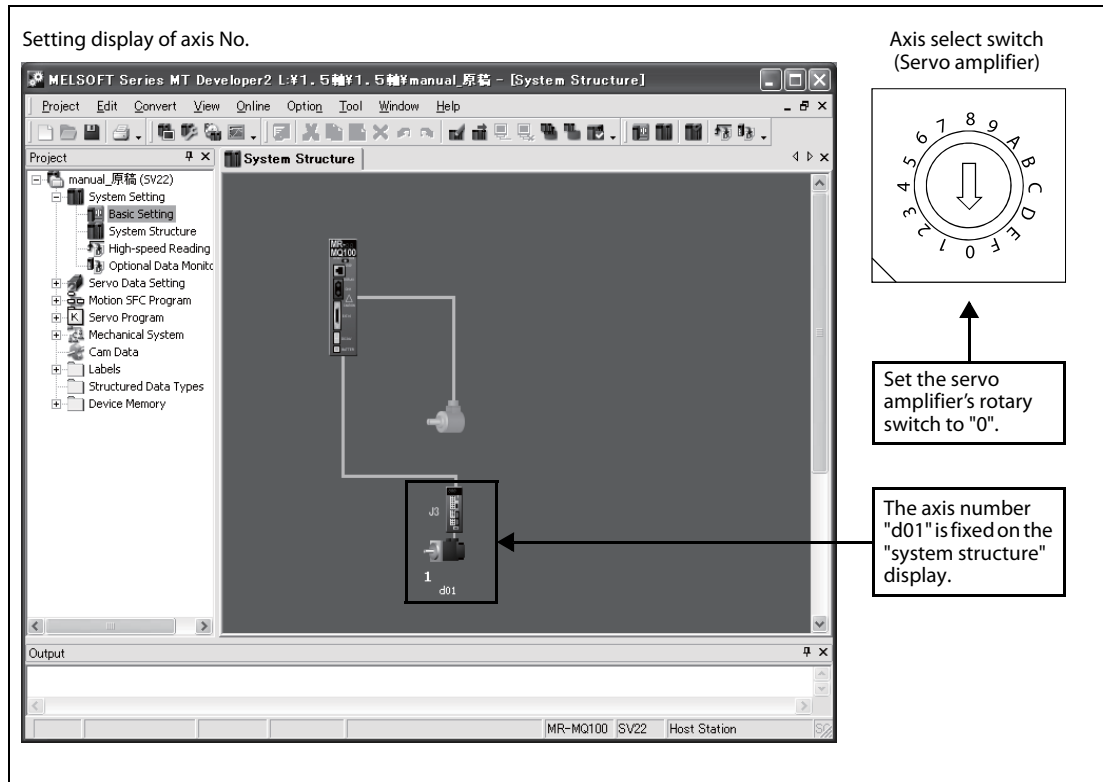 Setting display of axis No.
Axis select switch
(Servo amplifier)
MELSOFT Series MT Developer2 L:¥1．5軸¥1．5軸¥manual_原稿 - [System Structure]
Project Edit Convert View Online Option Tool Window Help
Project
System Structure
manual_原稿 (SV22)
System Setting
Basic Setting
System Structure
High-speed Reading
Optional Data Monitc
Servo Data Setting
Motion SFC Program
K Servo Program
Mechanical System
Cam Data
Labels
Structured Data Types
Device Memory
MR-
MQ100
J3
1
d01
0 1 2 3 4 5 6 7 8 9 A B C D E F
Set the servo
amplifier's rotary
switch to "0".
The axis number
"d01" is fixed on the
"system structure"
display.
Output
MR-MQ100 SV22 Host Station